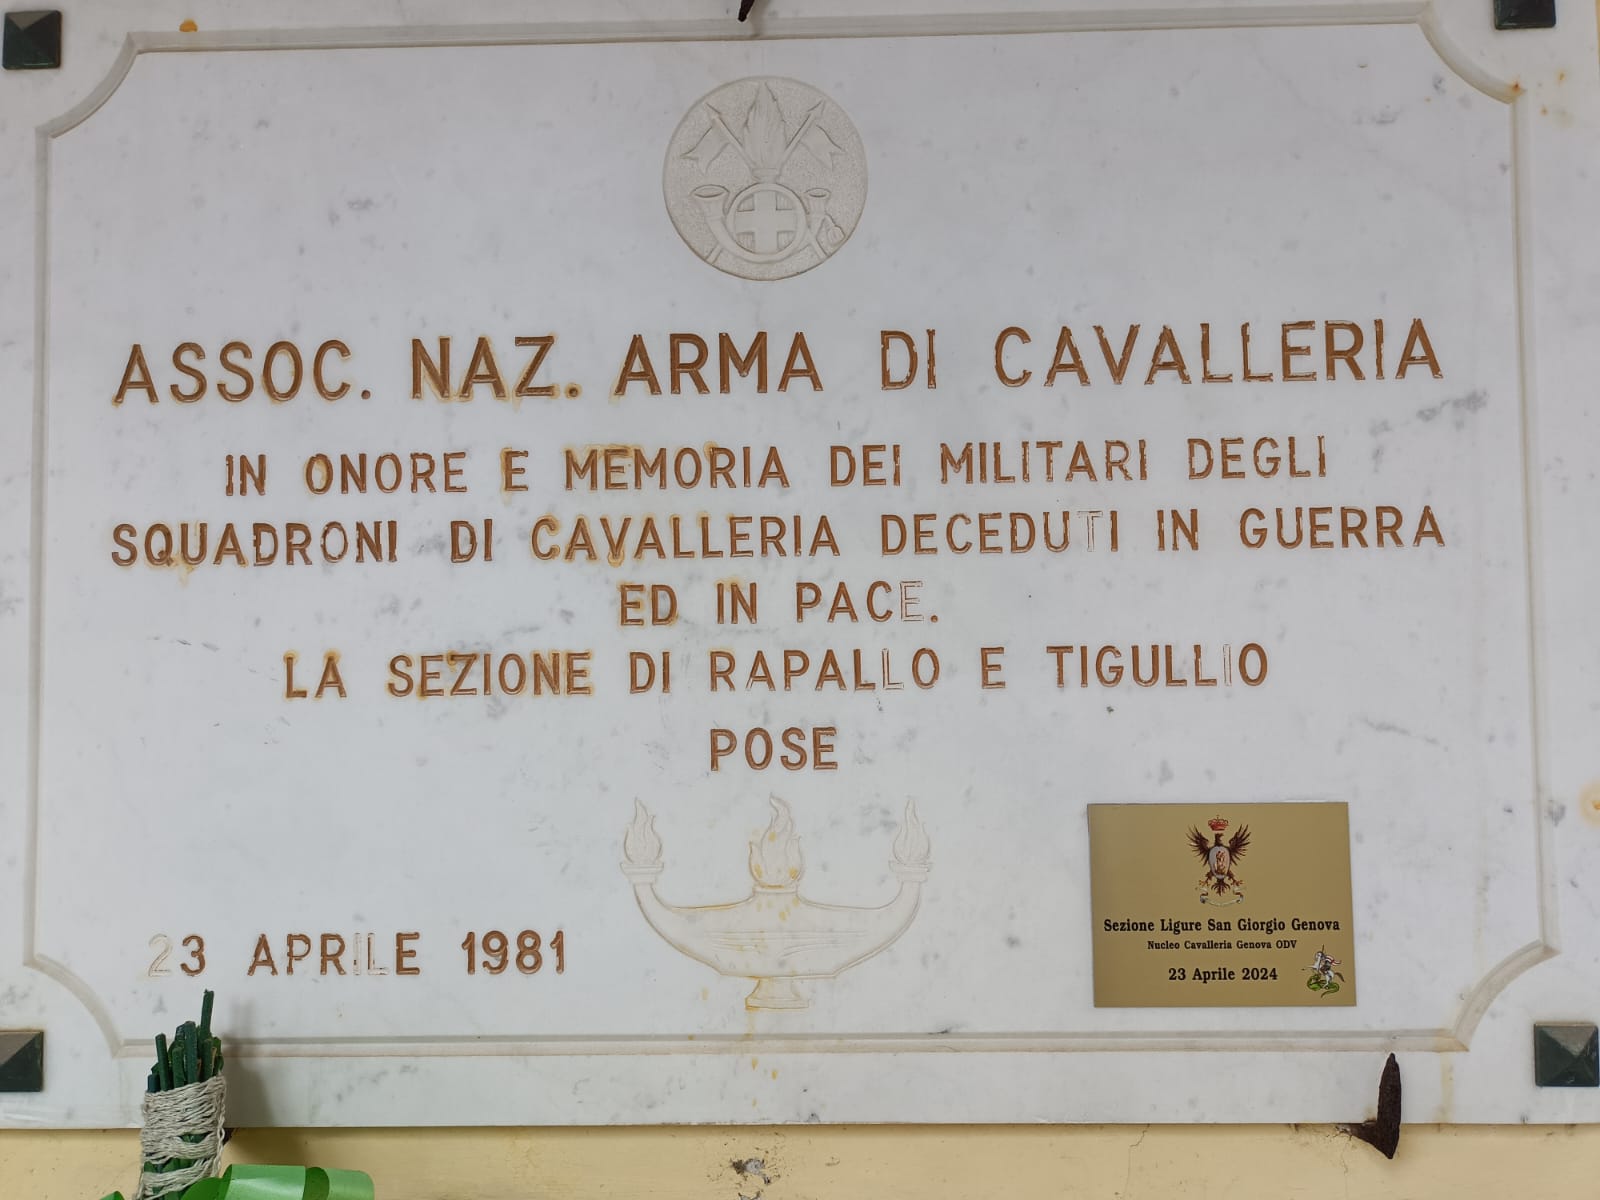 ASSOC. NAZ. ARMA DI CAVALLERIA
IN ONORE E MEMORIA DEI MILITARI DEGLI
SQUADRONI DI CAVALLERIA DECEDUTI IN GUERRA
ED IN PACE.
LA SEZIONE DI RAPALLO E TIGULLIO
POSE
23 APRILE 1981
Sezione Ligure San Giorgio Genova
Nucleo Cavalleria Genova ODV
23 Aprile 2024